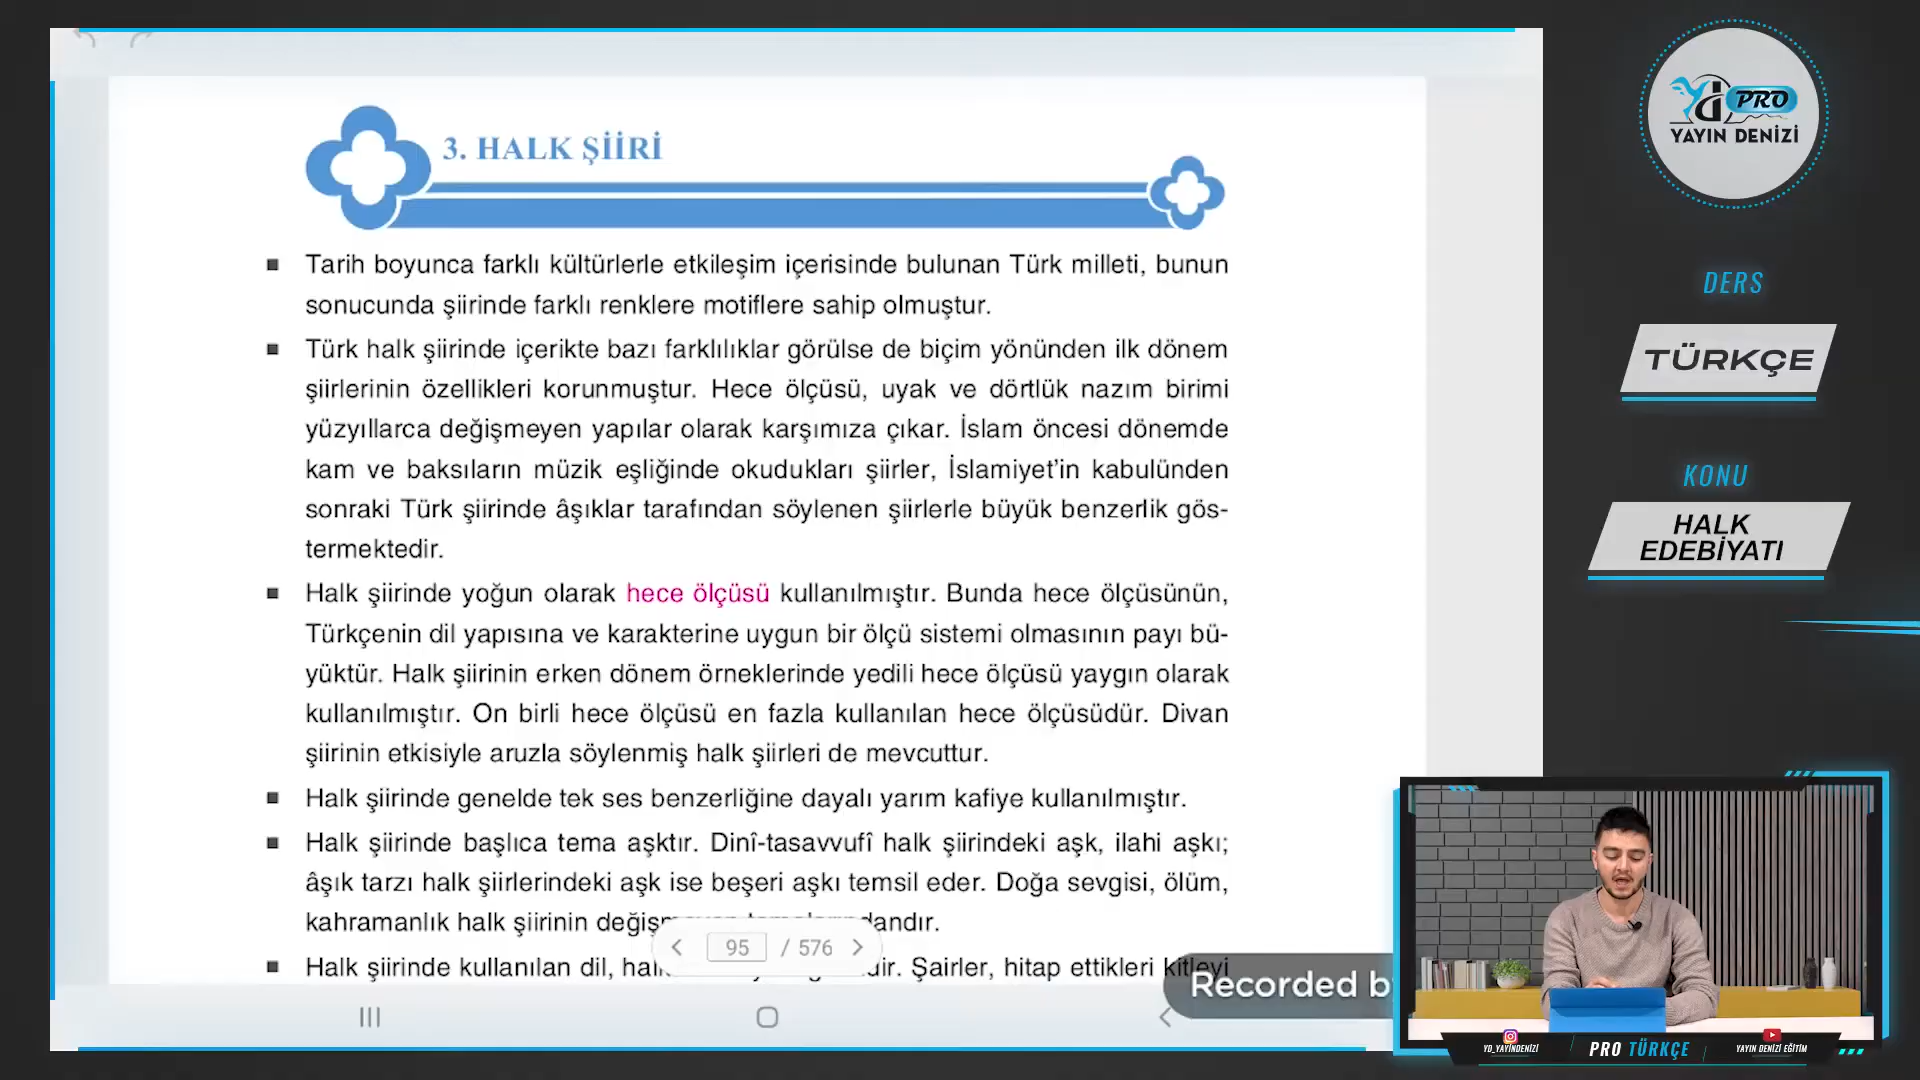 3. HALK ŞİİRİ
Tarih boyunca farklı kültürlerle etkileşim içerisinde bulunan Türk milleti, bunun
sonucunda şiirinde farklı renklere motiflere sahip olmuştur.
Türk halk şiirinde içerikte bazı farklılıklar görülse de biçim yönünden ilk dönem
şiirlerinin özellikleri korunmuştur. Hece ölçüsü, uyak ve dörtlük nazım birimi
yüzyıllarca değişmeyen yapılar olarak karşımıza çıkar. İslam öncesi dönemde
kam ve baksıların müzik eşliğinde okudukları şiirler, İslamiyet'in kabulünden
sonraki Türk şiirinde âşıklar tarafından söylenen şiirlerle büyük benzerlik gös-
termektedir.
Halk şiirinde yoğun olarak hece ölçüsü kullanılmıştır. Bunda hece ölçüsünün,
Türkçenin dil yapısına ve karakterine uygun bir ölçü sistemi olmasının payı bü-
yüktür. Halk şiirinin erken dönem örneklerinde yedili hece ölçüsü yaygın olarak
kullanılmıştır. On birli hece ölçüsü en fazla kullanılan hece ölçüsüdür. Divan
şiirinin etkisiyle aruzla söylenmiş halk şiirleri de mevcuttur.
Halk şiirinde genelde tek ses benzerliğine dayalı yarım kafiye kullanılmıştır.
Halk şiirinde başlıca tema aşktır. Dinî-tasavvufî halk şiirindeki aşk, ilahi aşkı;
âşık tarzı halk şiirlerindeki aşk ise beşeri aşkı temsil eder. Doğa sevgisi, ölüm,
kahramanlık halk şiirinin
95 / 576
Halk şiirinde kullanılan dil, Şairler, hitap ettikleri kitleyi
Recorded b
yd PRO
YAYIN DENİZİ
DERS
TÜRKÇE
KONU
HALK
EDEBİYATI
YD_YAYINDENIZI
PRO TÜRKÇE
YAYIN DENİZİ EĞİTİM